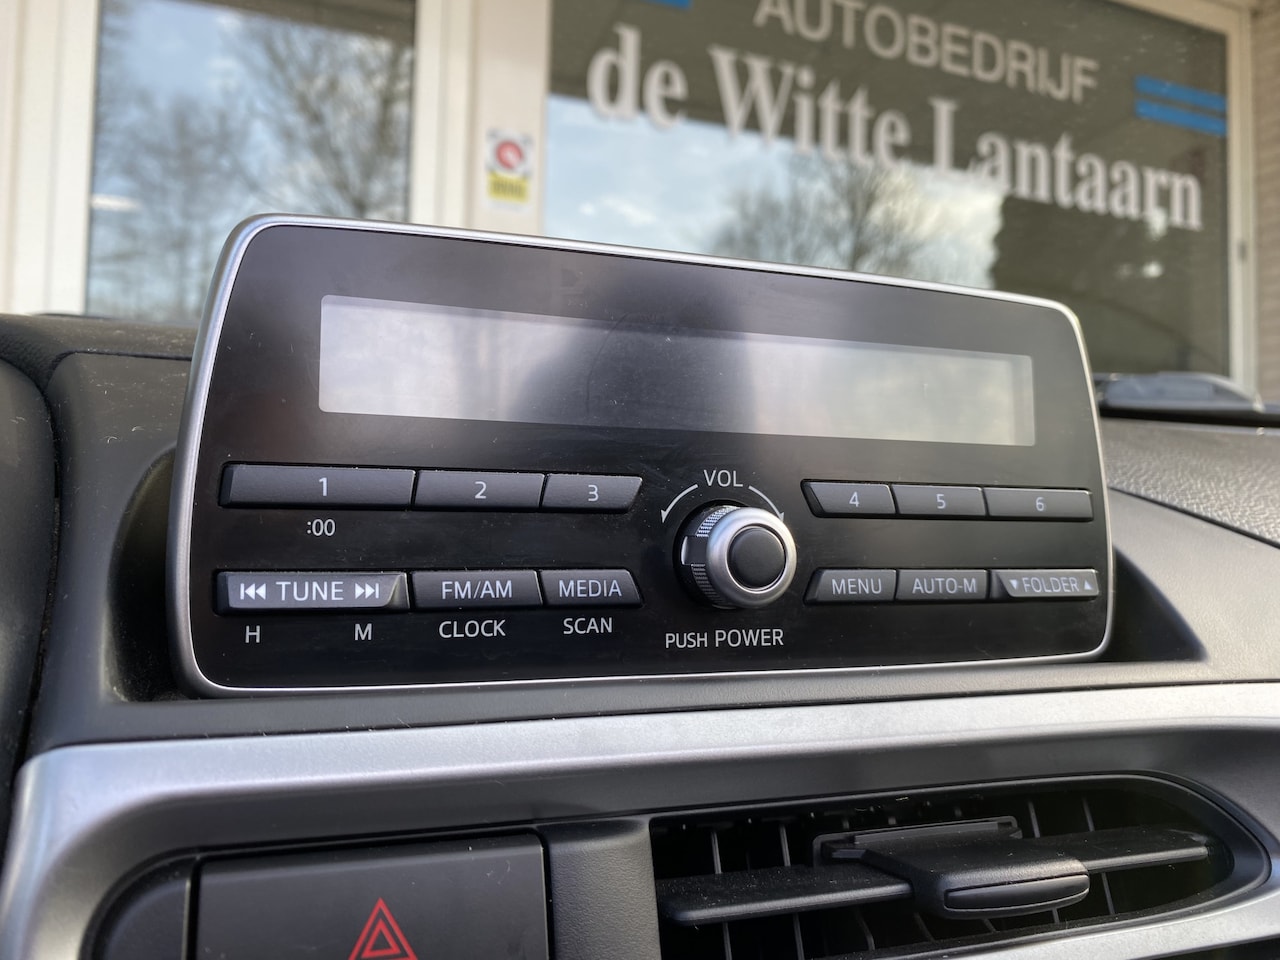 AUTOBEDRIJF
de Witte Lantaarn
VOL
1 2 3 4 5 6
:00
⏮ TUNE ⏭ FM/AM MEDIA MENU AUTO-M ▼ FOLDER ▲
H M CLOCK SCAN PUSH POWER